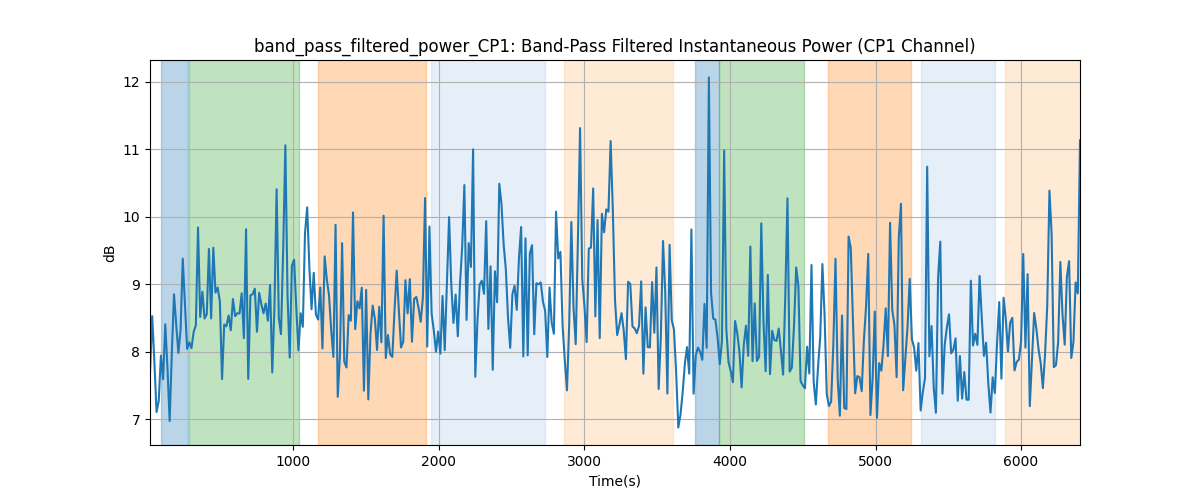 band_pass_filtered_power_CP1: Band-Pass Filtered Instantaneous Power (CP1 Channel)
12
11
10
9
8
7
dB
1000 2000 3000 4000 5000 6000
Time(s)